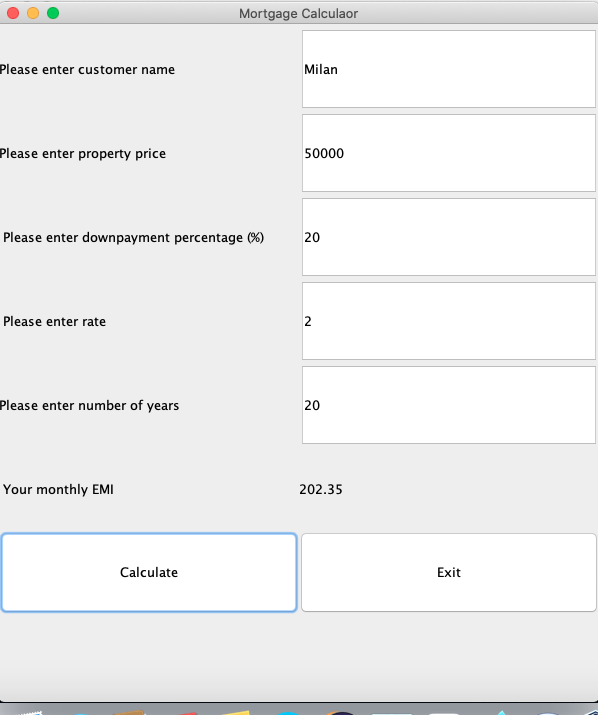 Mortgage Calculaor
Please enter customer name
Milan
Please enter property price
50000
Please enter downpayment percentage (%)
20
Please enter rate
2
Please enter number of years
20
Your monthly EMI
202.35
Calculate
Exit